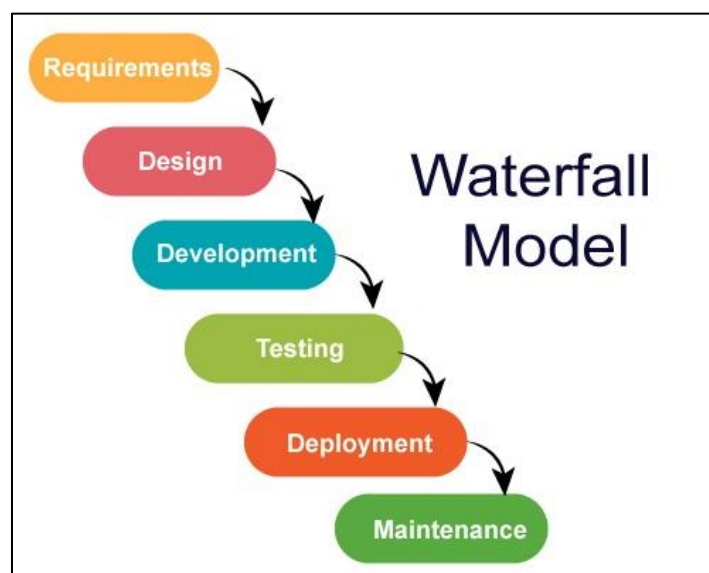 Requirements
Design
Waterfall
Model
Development
Testing
Deployment
Maintenance